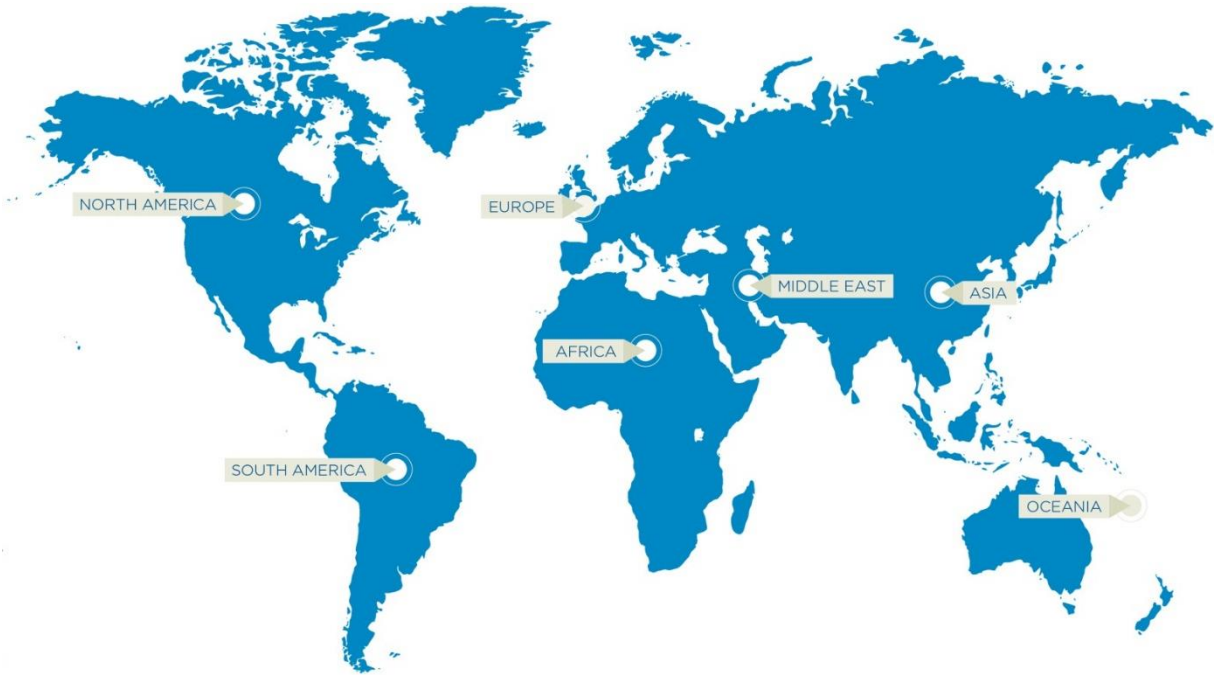 NORTH AMERICA
EUROPE
MIDDLE EAST
ASIA
AFRICA
SOUTH AMERICA
OCEANIA